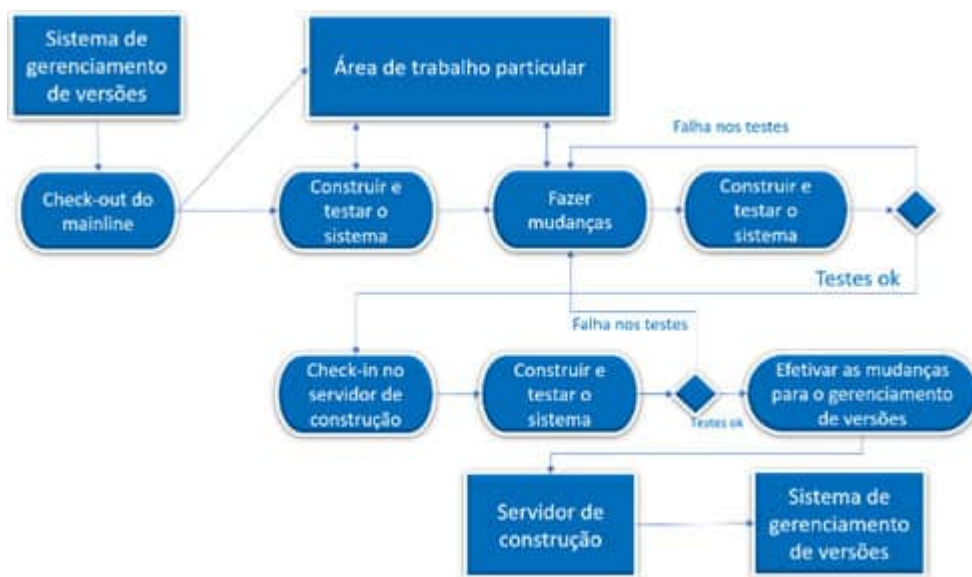 Sistema de
gerenciamento
de versões
Área de trabalho particular
Falha nos testes
Check-out do
mainline
Construir e
testar o
sistema
Fazer
mudanças
Construir e
testar o
sistema
Testes ok
Falha nos testes
Check-in no
servidor de
construção
Construir e
testar o
sistema
Testes ok
Efetivar as mudanças
para o gerenciamento
de versões
Servidor de
construção
Sistema de
gerenciamento
de versões